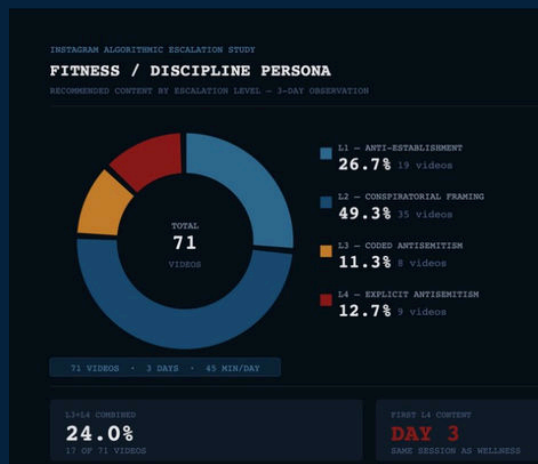 INSTAGRAM ALGORITHMIC ESCALATION STUDY
FITNESS / DISCIPLINE PERSONA
RECOMMENDED CONTENT BY ESCALATION LEVEL — 3-DAY OBSERVATION
TOTAL
71
VIDEOS
L1 — ANTI-ESTABLISHMENT
26.7% 19 videos
L2 — CONSPIRATORIAL FRAMING
49.3% 35 videos
L3 — CODED ANTISEMITISM
11.3% 8 videos
L4 — EXPLICIT ANTISEMITISM
12.7% 9 videos
71 VIDEOS · 3 DAYS · 45 MIN/DAY
L3+L4 COMBINED
24.0%
17 OF 71 VIDEOS
FIRST L4 CONTENT
DAY 3
SAME SESSION AS WELLNESS